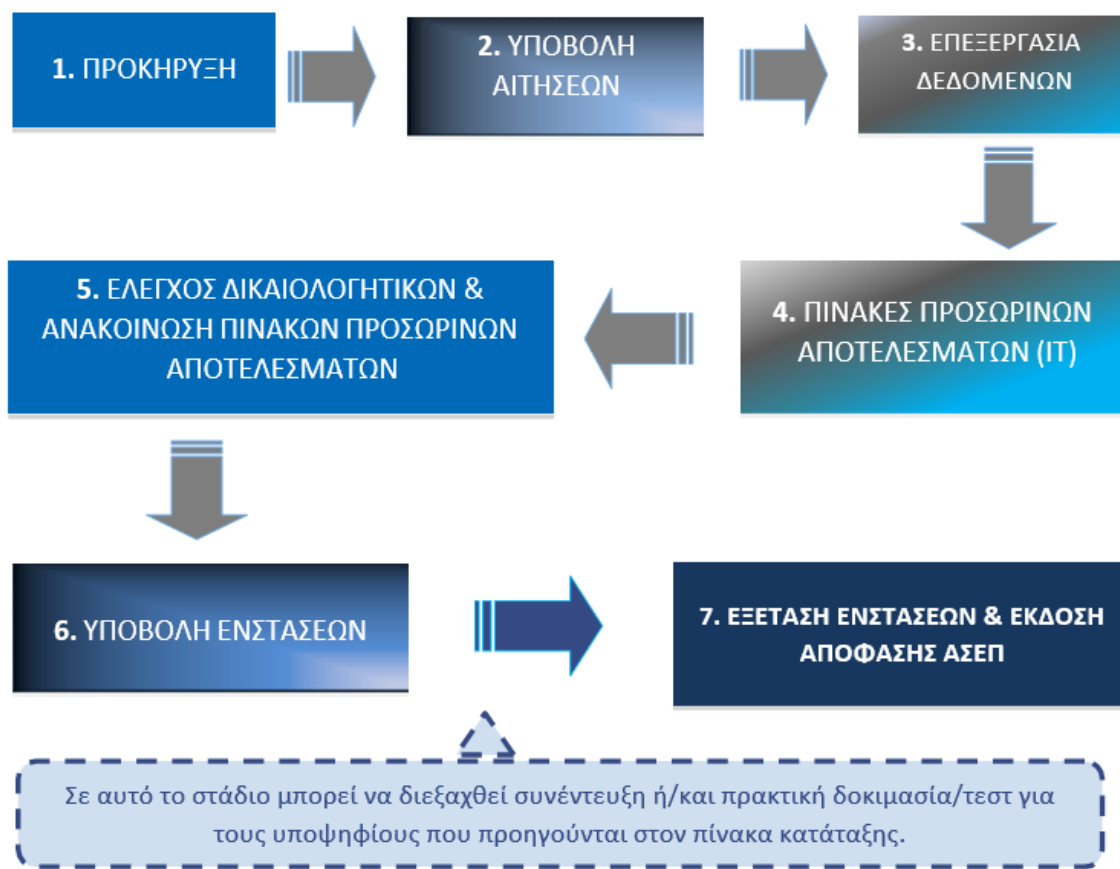 1. ΠΡΟΚΗΡΥΞΗ
2. ΥΠΟΒΟΛΗ
ΑΙΤΗΣΕΩΝ
3. ΕΠΕΞΕΡΓΑΣΙΑ
ΔΕΔΟΜΕΝΩΝ
4. ΠΙΝΑΚΕΣ ΠΡΟΣΩΡΙΝΩΝ
ΑΠΟΤΕΛΕΣΜΑΤΩΝ (IT)
5. ΕΛΕΓΧΟΣ ΔΙΚΑΙΟΛΟΓΗΤΙΚΩΝ &
ΑΝΑΚΟΙΝΩΣΗ ΠΙΝΑΚΩΝ ΠΡΟΣΩΡΙΝΩΝ
ΑΠΟΤΕΛΕΣΜΑΤΩΝ
6. ΥΠΟΒΟΛΗ ΕΝΣΤΑΣΕΩΝ
7. ΕΞΕΤΑΣΗ ΕΝΣΤΑΣΕΩΝ & ΕΚΔΟΣΗ
ΑΠΟΦΑΣΗΣ ΑΣΕΠ
Σε αυτό το στάδιο μπορεί να διεξαχθεί συνέντευξη ή/και πρακτική δοκιμασία/τεστ για
τους υποψηφίους που προηγούνται στον πίνακα κατάταξης.